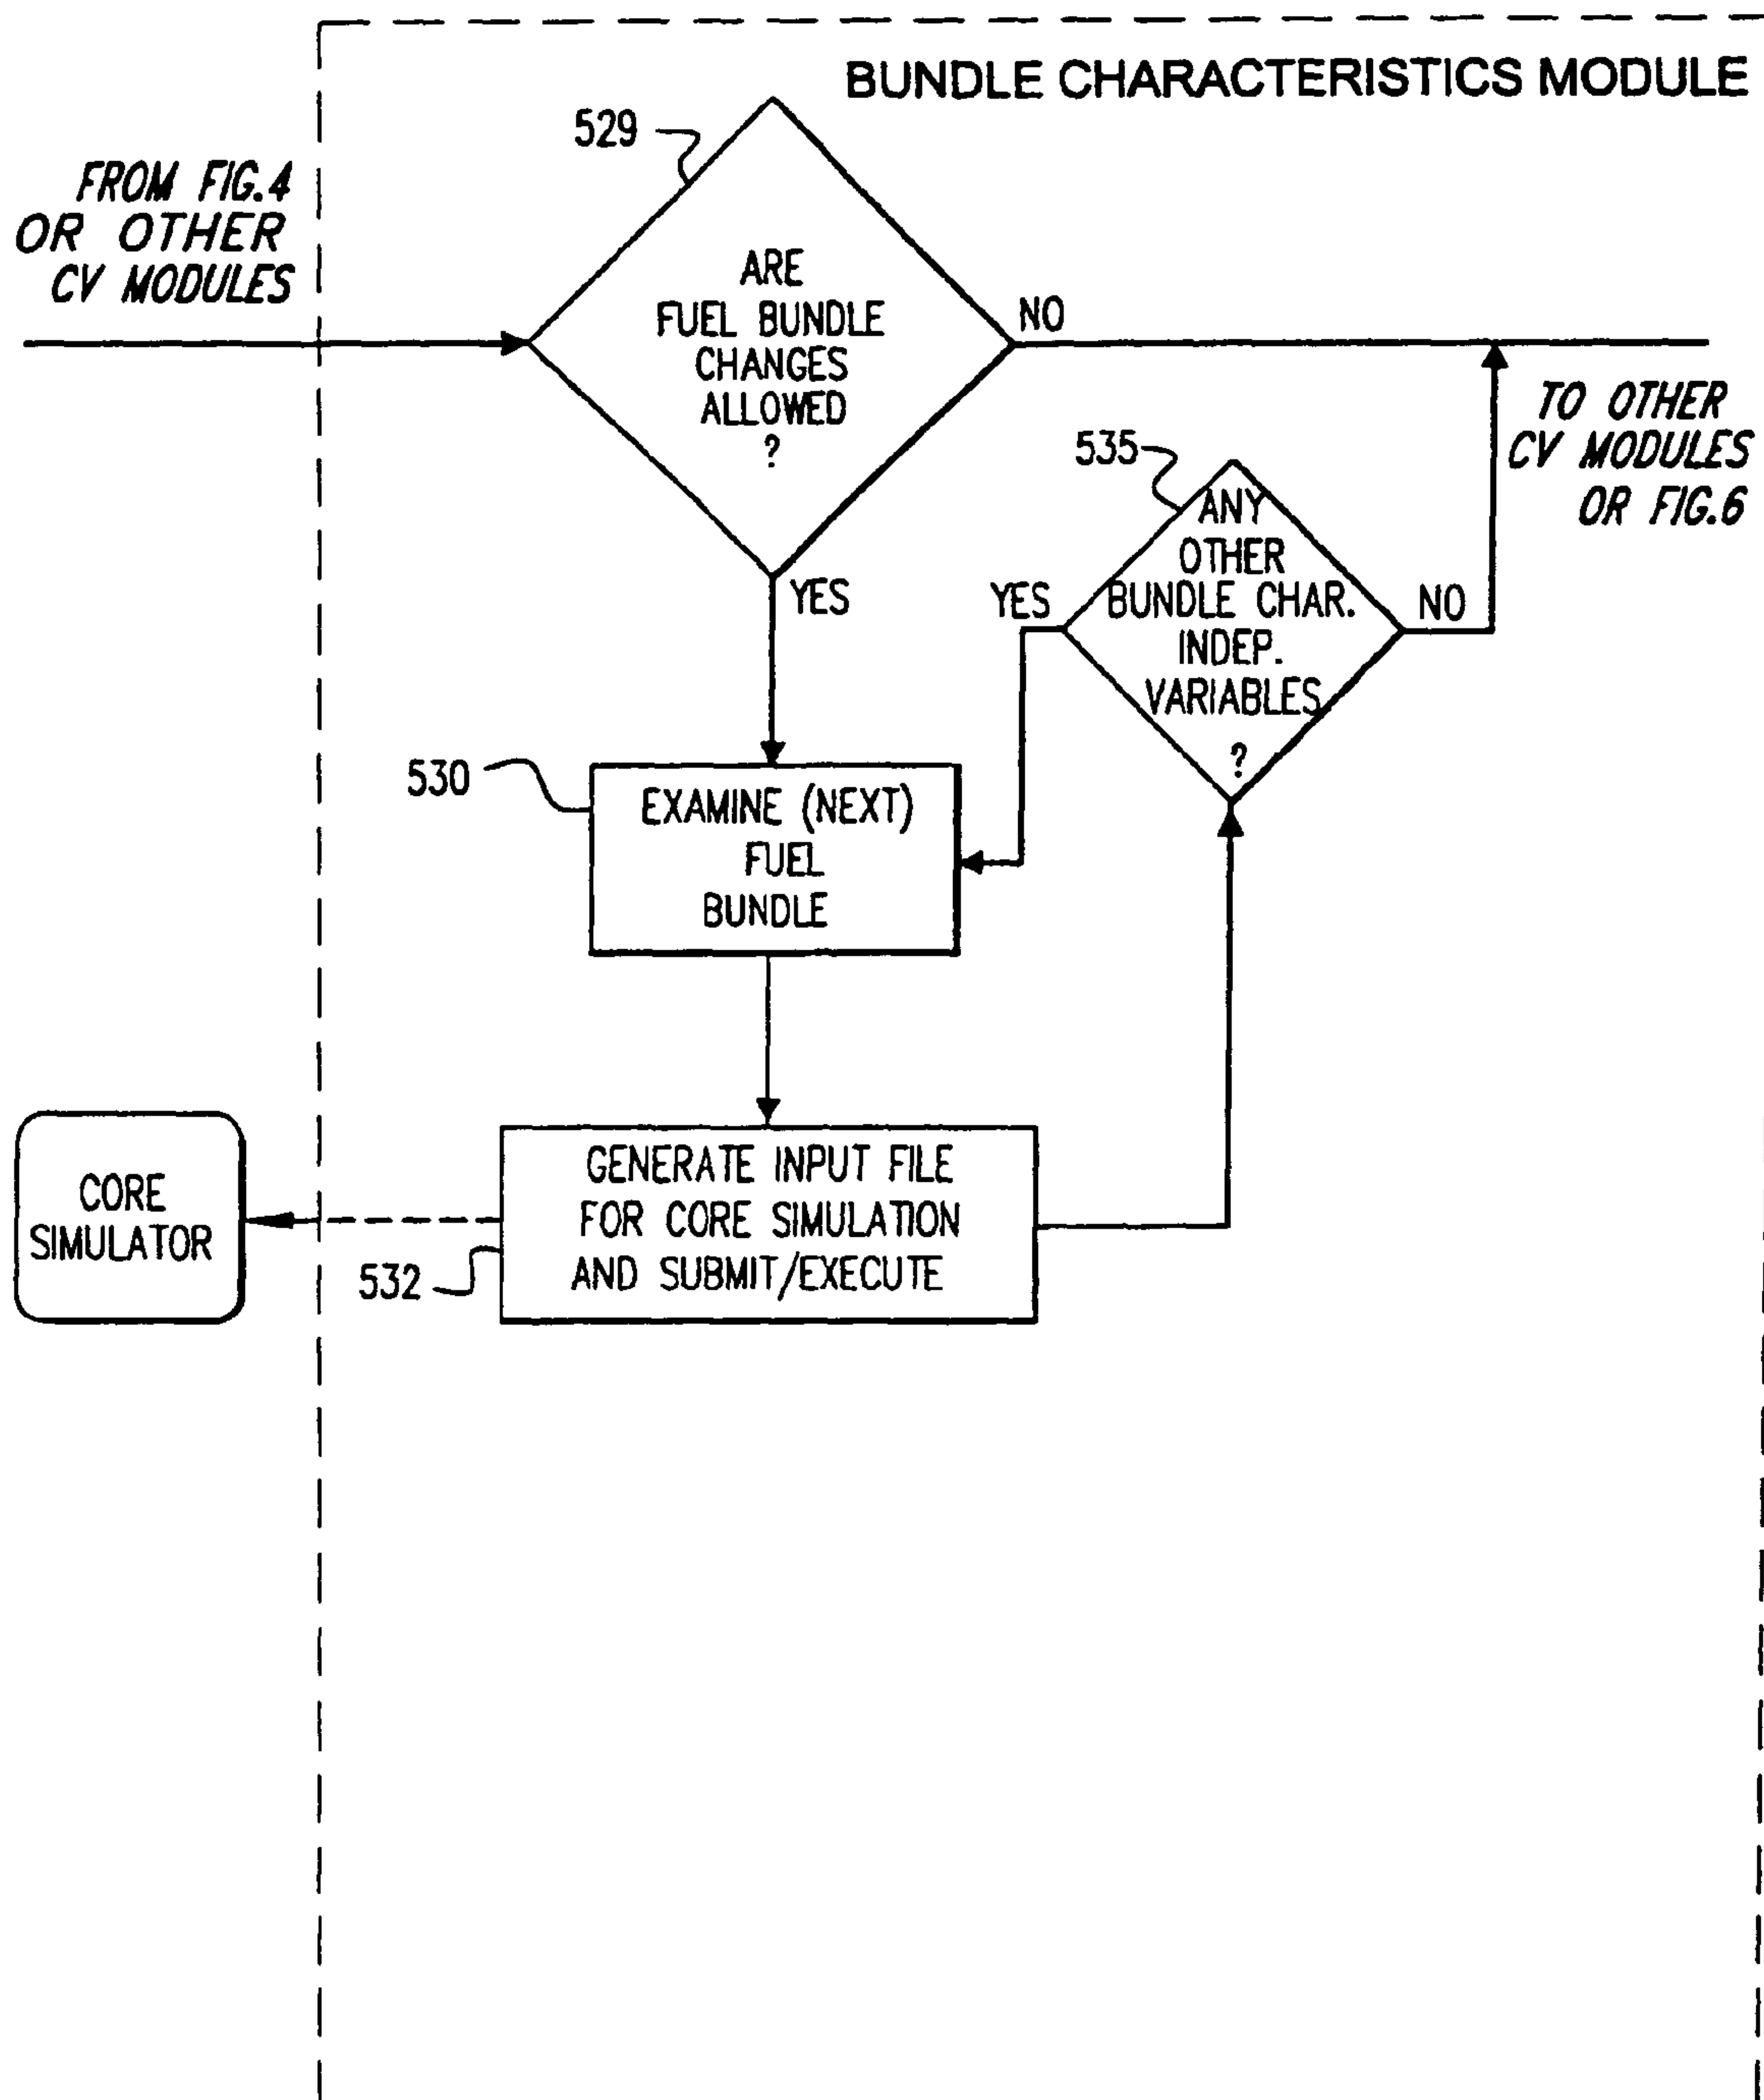 BUNDLE CHARACTERISTICS MODULE
529
FROM FIG.4
OR OTHER
CV MODULES
ARE
FUEL BUNDLE
CHANGES
ALLOWED
?
NO
TO OTHER
CV MODULES
OR FIG.6
535
ANY
OTHER
BUNDLE CHAR.
INDEP.
VARIABLES
?
YES
NO
YES
530
EXAMINE (NEXT)
FUEL
BUNDLE
GENERATE INPUT FILE
FOR CORE SIMULATION
AND SUBMIT/EXECUTE
532
CORE
SIMULATOR